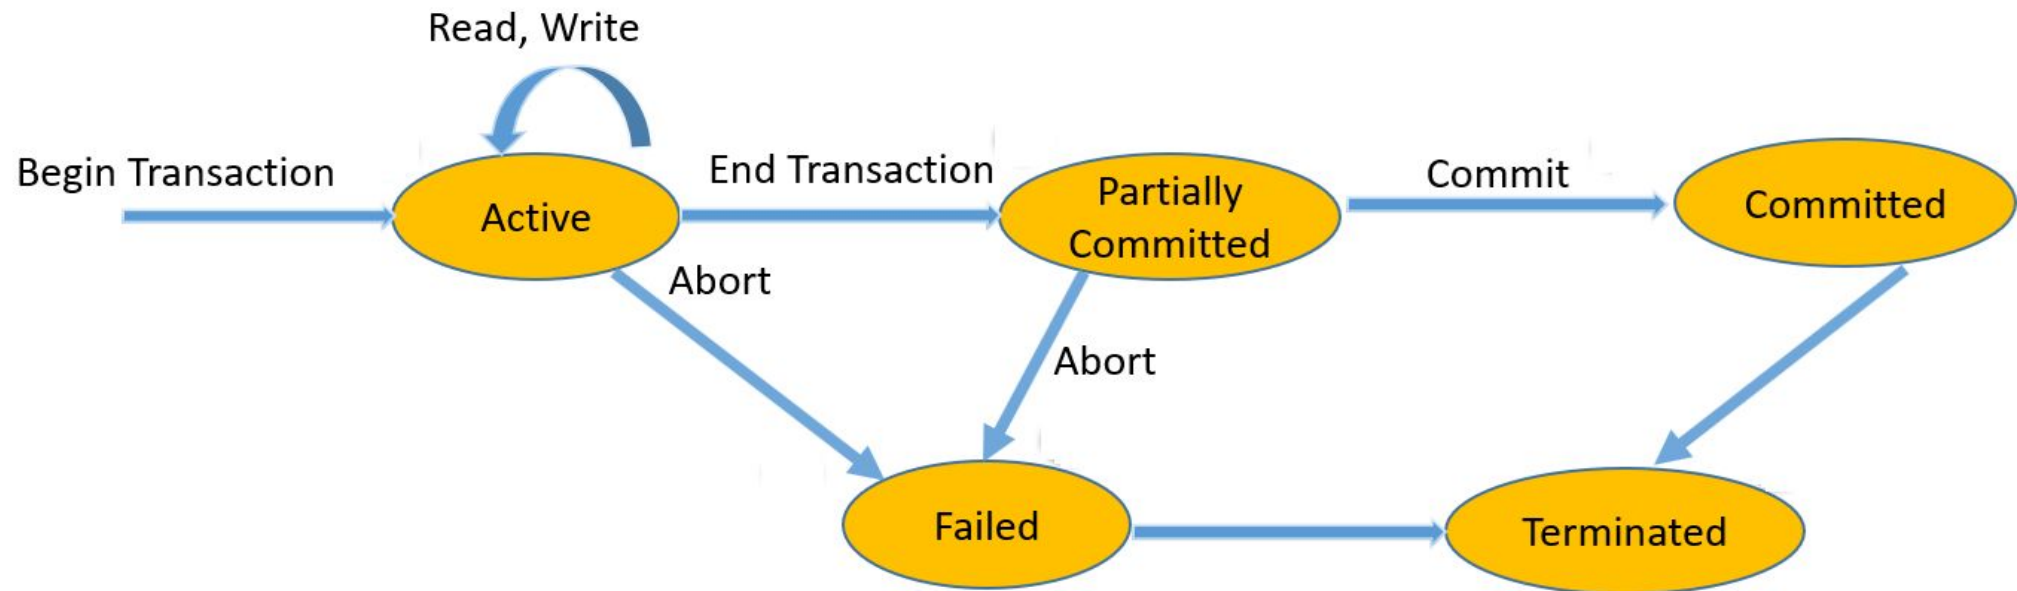 Read, Write
Begin Transaction
Active
End Transaction
Partially
Committed
Commit
Committed
Abort
Abort
Failed
Terminated